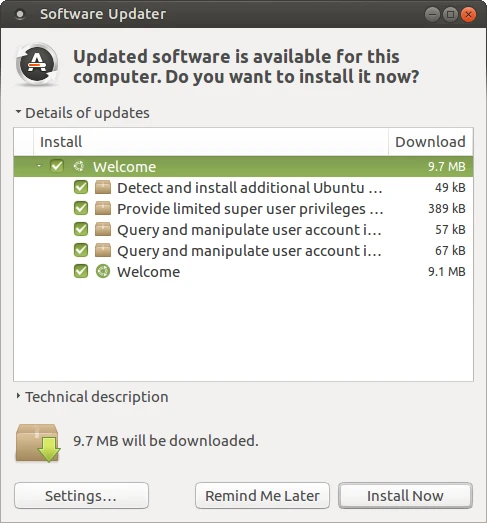 Software Updater
Updated software is available for this
computer. Do you want to install it now?
Details of updates
Install Download
Welcome 9.7 MB
Detect and install additional Ubuntu ... 49 kB
Provide limited super user privileges ... 389 kB
Query and manipulate user account i... 57 kB
Query and manipulate user account i... 67 kB
Welcome 9.1 MB
Technical description
9.7 MB will be downloaded.
Settings... Remind Me Later Install Now